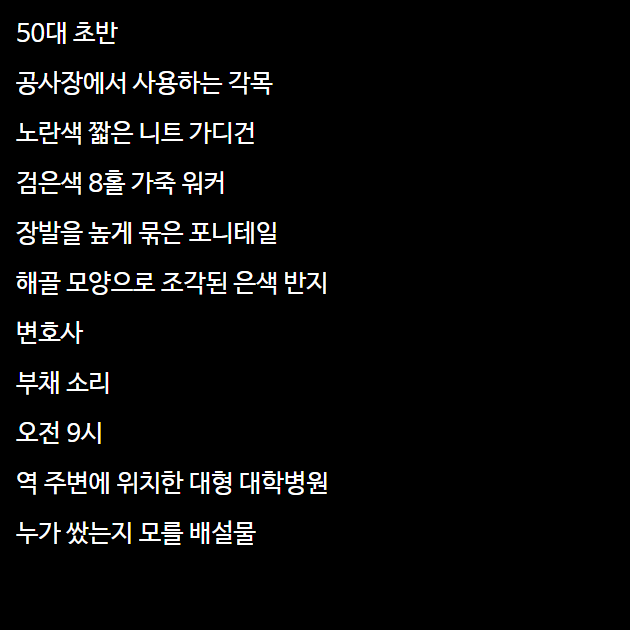 50대 초반
공사장에서 사용하는 각목
노란색 짧은 니트 가디건
검은색 8홀 가죽 워커
장발을 높게 묶은 포니테일
해골 모양으로 조각된 은색 반지
변호사
부채 소리
오전 9시
역 주변에 위치한 대형 대학병원
누가 쌌는지 모를 배설물